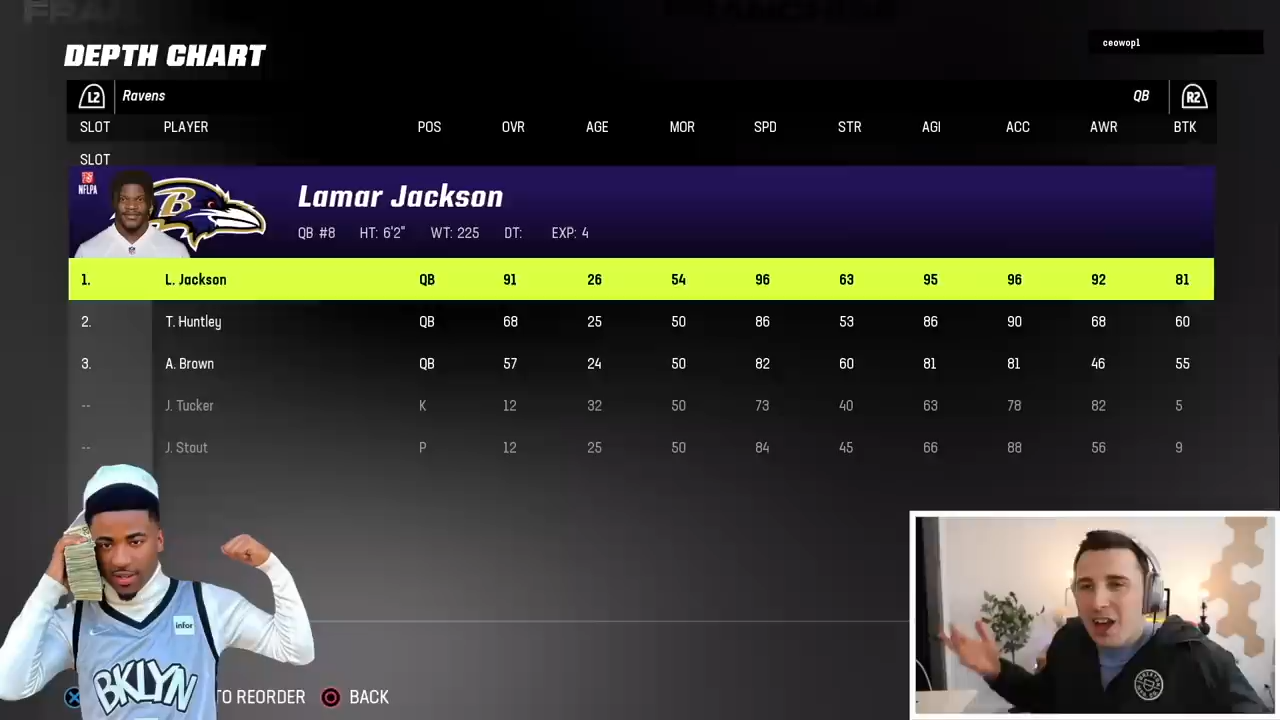 DEPTH CHART
ceowop1
L2 Ravens QB R2
SLOT PLAYER POS OVR AGE MOR SPD STR AGI ACC AWR BTK
SLOT
NFLPA
B
Lamar Jackson
QB #8 HT: 6'2" WT: 225 DT: EXP: 4
1. L. Jackson QB 91 26 54 96 63 95 96 92 81
2. T. Huntley QB 68 25 50 86 53 86 90 68 60
3. A. Brown QB 57 24 50 82 60 81 81 46 55
-- J. Tucker K 12 32 50 73 40 63 78 82 5
-- J. Stout P 12 25 50 84 45 66 88 56 9
infor
BKLYN
TO REORDER BACK